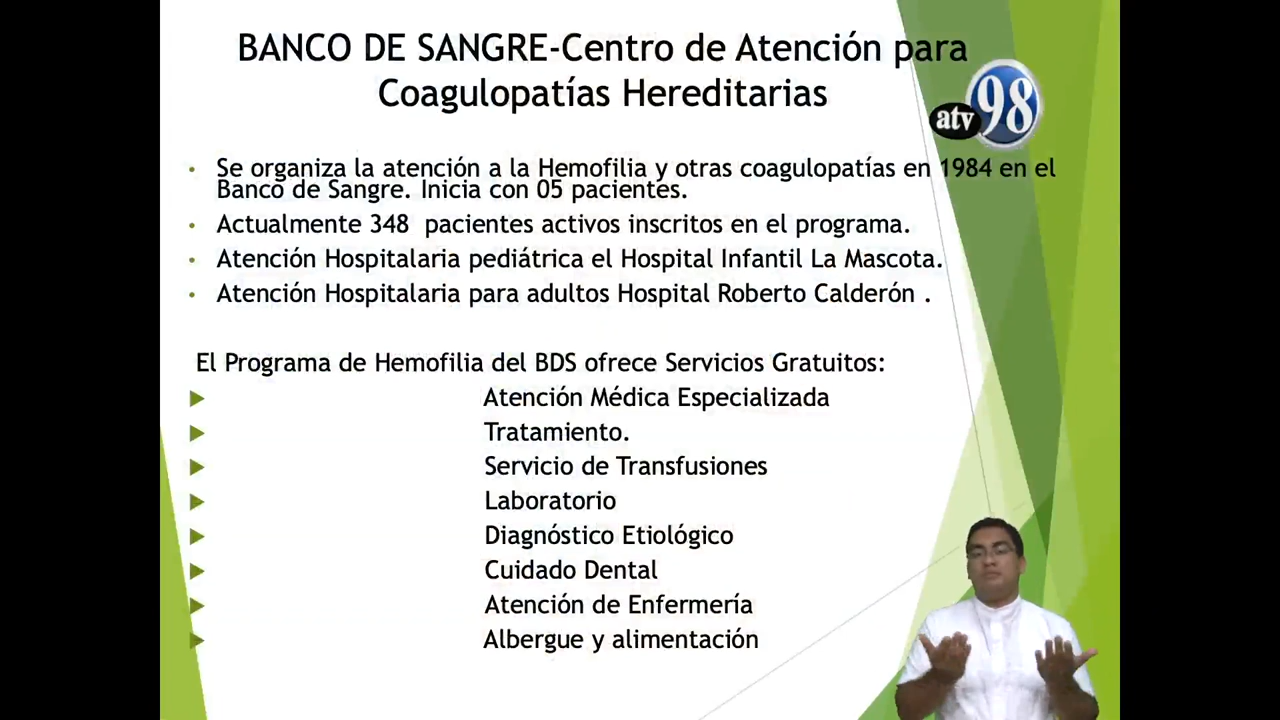 BANCO DE SANGRE-Centro de Atención para
Coagulopatías Hereditarias
atv 98
• Se organiza la atención a la Hemofilia y otras coagulopatías en 1984 en el
Banco de Sangre. Inicia con 05 pacientes.
• Actualmente 348  pacientes activos inscritos en el programa.
• Atención Hospitalaria pediátrica el Hospital Infantil La Mascota.
• Atención Hospitalaria para adultos Hospital Roberto Calderón .
El Programa de Hemofilia del BDS ofrece Servicios Gratuitos:
Atención Médica Especializada
Tratamiento.
Servicio de Transfusiones
Laboratorio
Diagnóstico Etiológico
Cuidado Dental
Atención de Enfermería
Albergue y alimentación